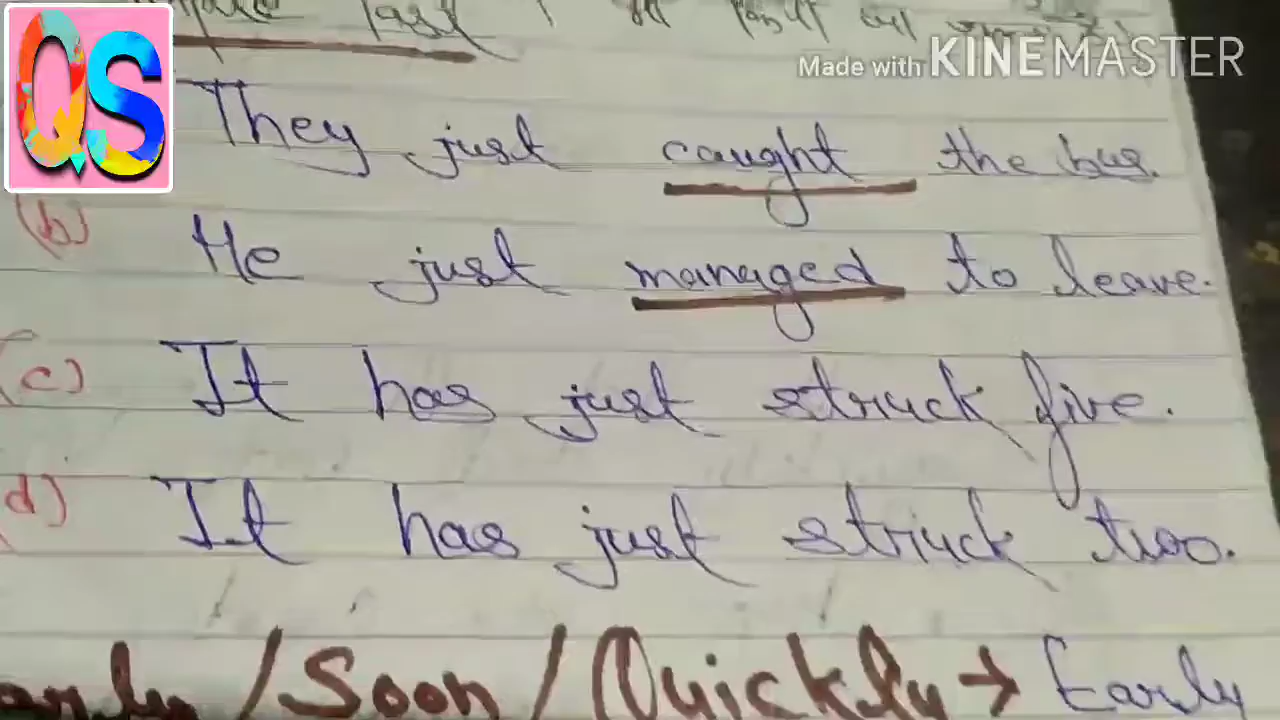 QS
Made with KINEMASTER
They just caught the bus.
(b) He just managed to leave.
(c) It has just struck five.
d) It has just struck two.
/Soon/Quickly→ Early